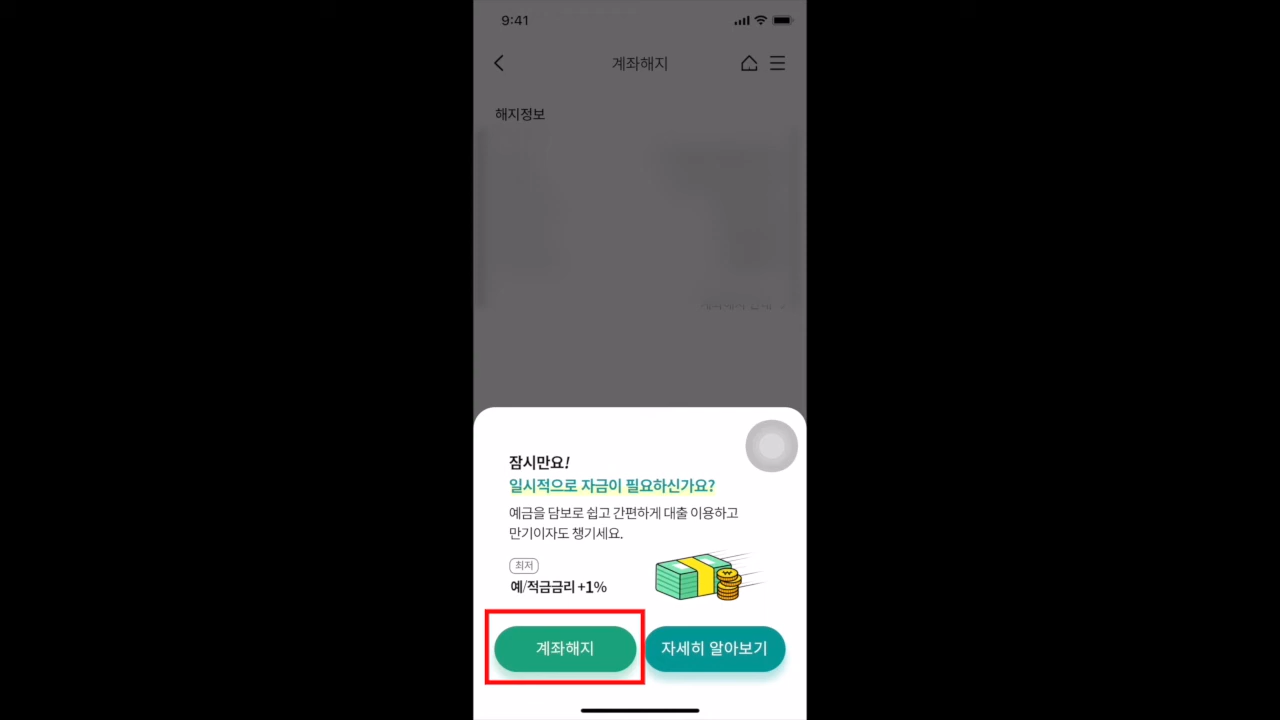 9:41
계좌해지
해지정보
잠시만요!
일시적으로 자금이 필요하신가요?
예금을 담보로 쉽고 간편하게 대출 이용하고
만기이자도 챙기세요.
최저
예/적금금리 +1%
계좌해지
자세히 알아보기